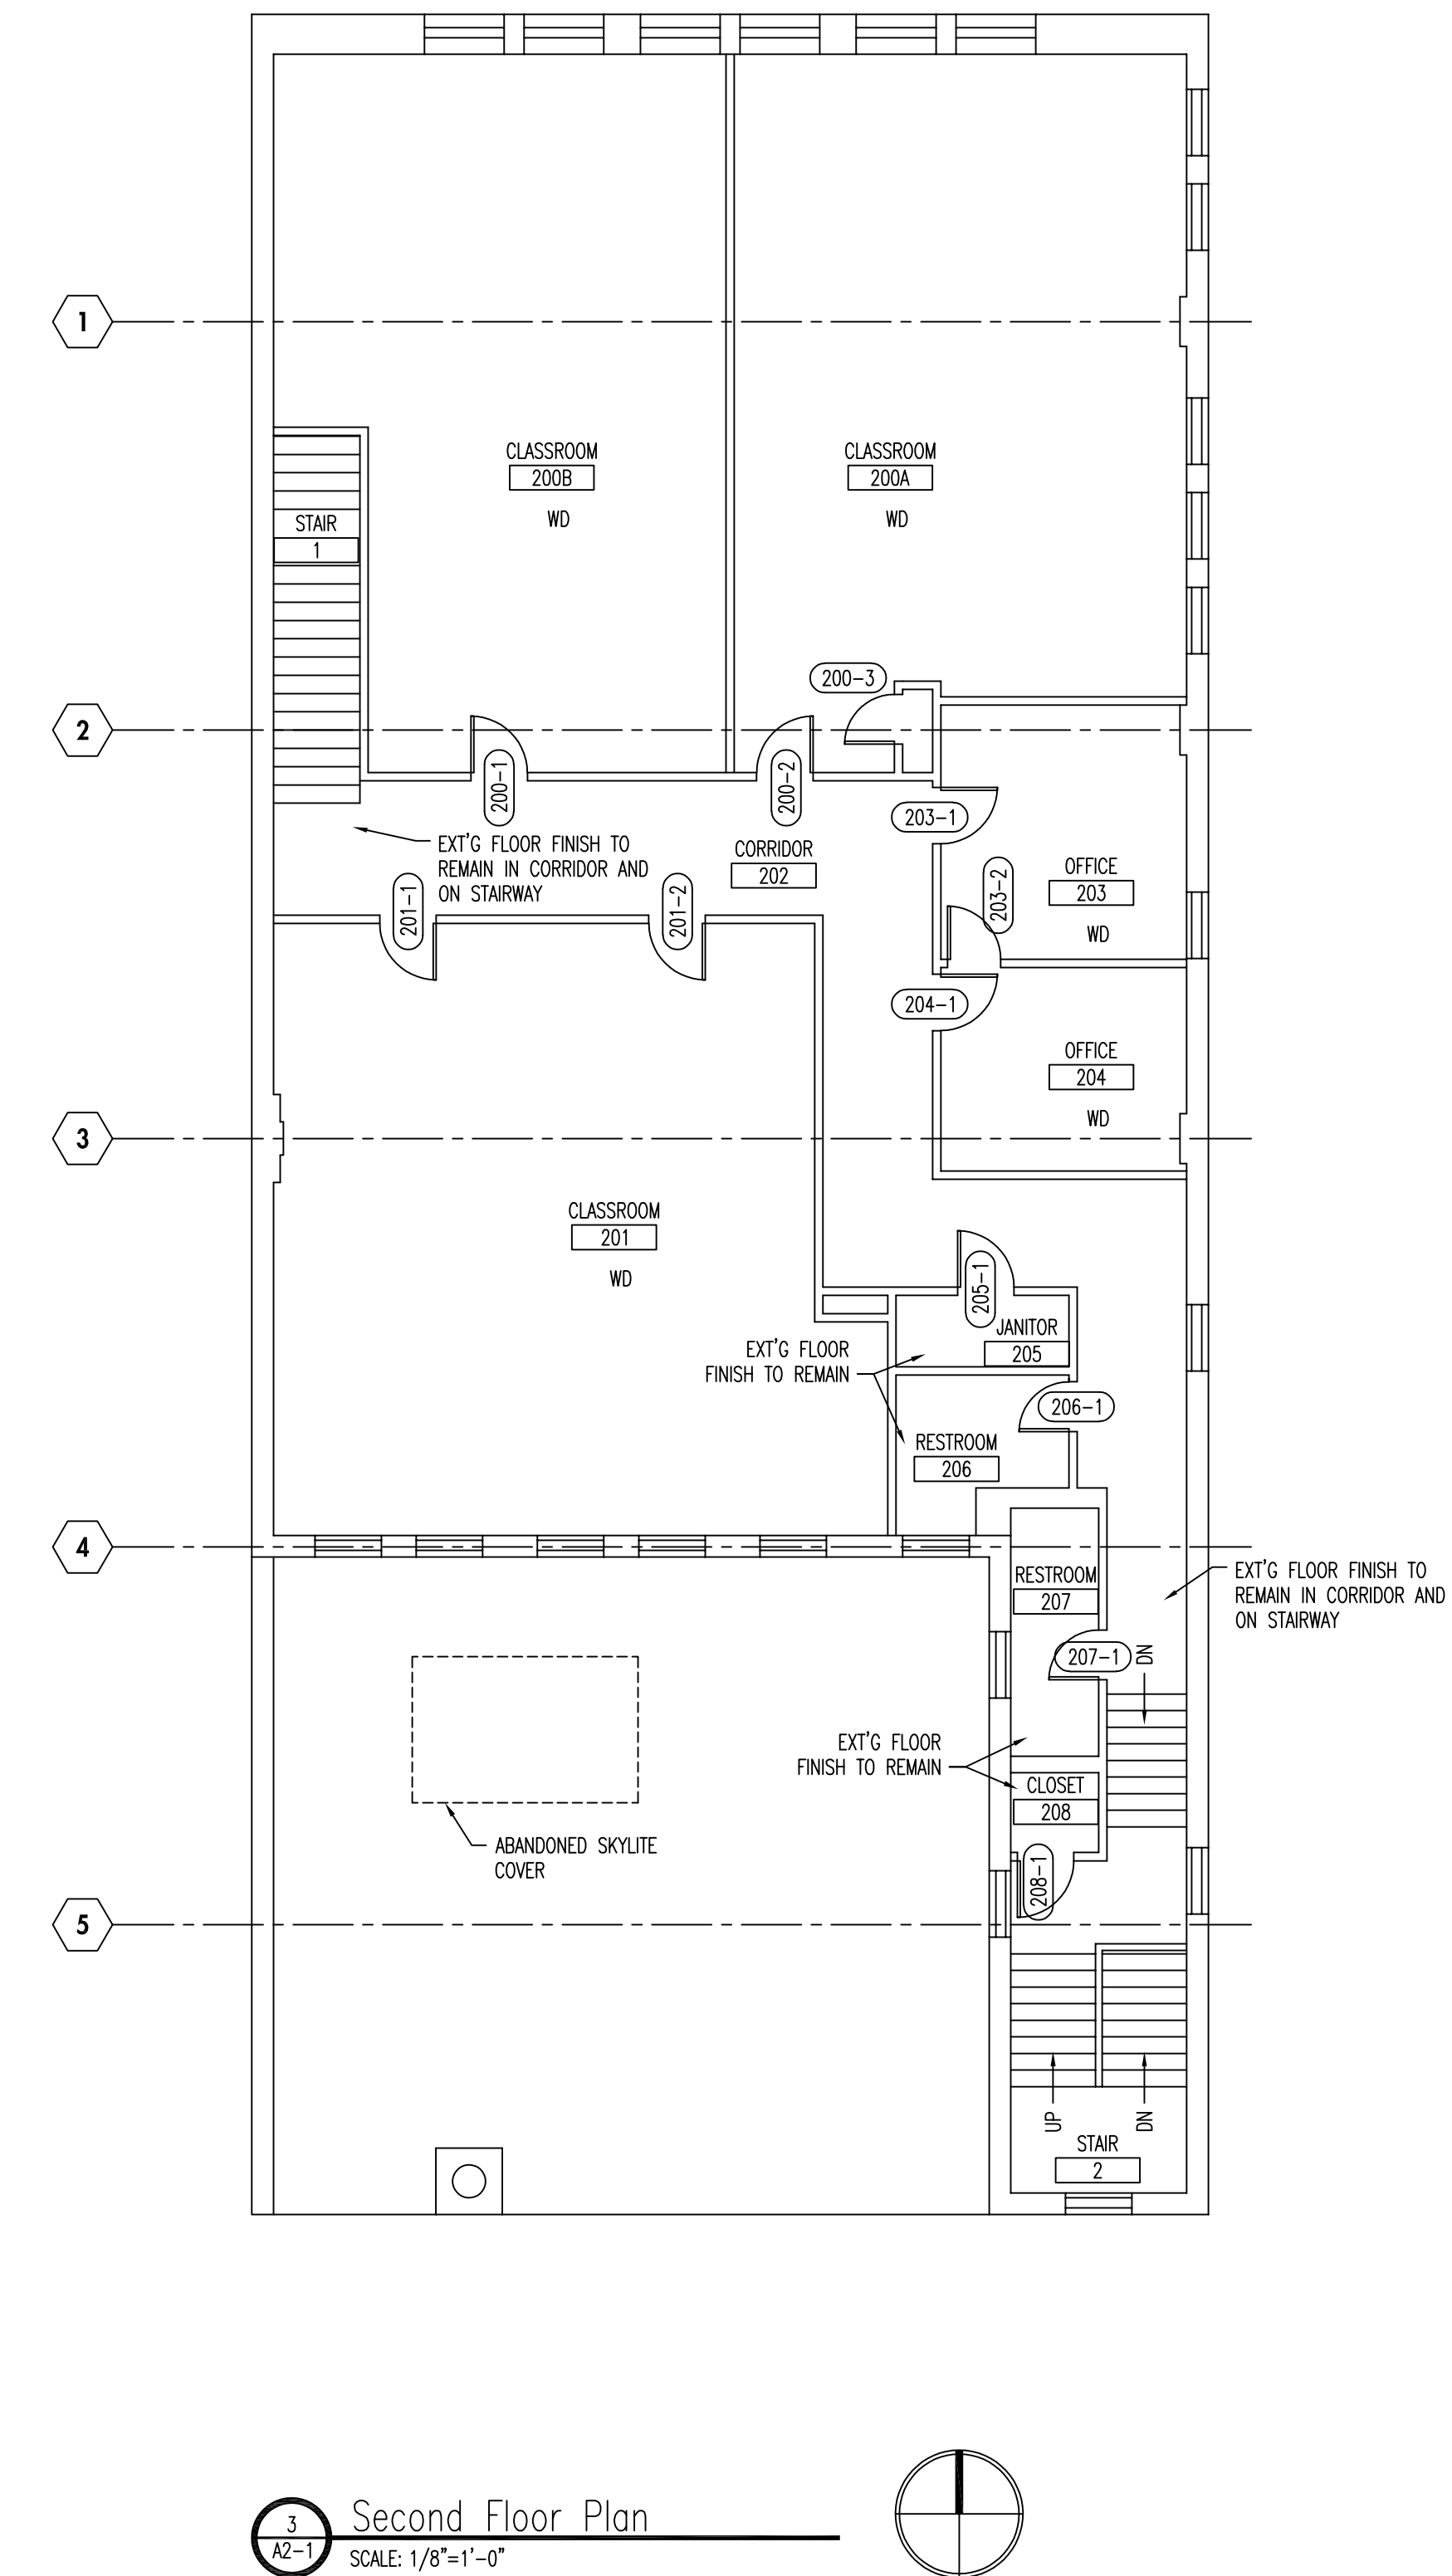 1
CLASSROOM
200B
WD
CLASSROOM
200A
WD
STAIR
1
200-3
2
200-1
200-2
203-1
EXT'G FLOOR FINISH TO
REMAIN IN CORRIDOR AND
ON STAIRWAY
CORRIDOR
202
OFFICE
203
WD
203-2
201-1
201-2
204-1
OFFICE
204
WD
3
CLASSROOM
201
WD
205-1
JANITOR
205
EXT'G FLOOR
FINISH TO REMAIN
206-1
RESTROOM
206
4
RESTROOM
207
EXT'G FLOOR FINISH TO
REMAIN IN CORRIDOR AND
ON STAIRWAY
207-1
DN
EXT'G FLOOR
FINISH TO REMAIN
CLOSET
208
ABANDONED SKYLITE
COVER
208-1
5
UP
DN
STAIR
2
3
A2-1
Second Floor Plan
SCALE: 1/8"=1'-0"